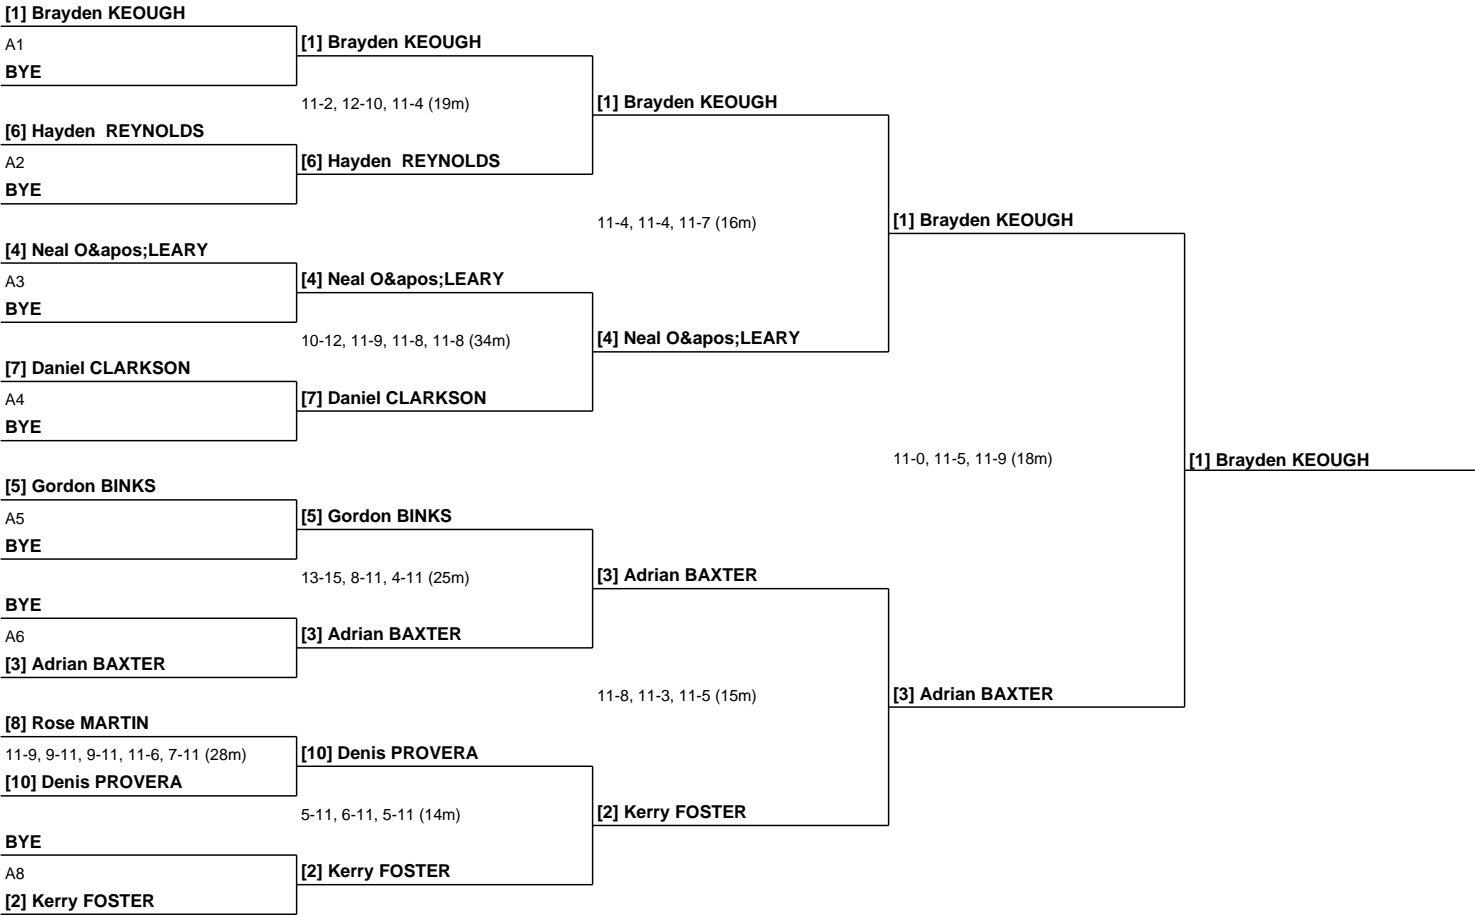 [1] Brayden KEOUGH
A1
BYE
[6] Hayden  REYNOLDS
A2
BYE
[4] Neal O&apos;LEARY
A3
BYE
[7] Daniel CLARKSON
A4
BYE
[5] Gordon BINKS
A5
BYE
BYE
A6
[3] Adrian BAXTER
[8] Rose MARTIN
11-9, 9-11, 9-11, 11-6, 7-11 (28m)
[10] Denis PROVERA
BYE
A8
[2] Kerry FOSTER
[1] Brayden KEOUGH
11-2, 12-10, 11-4 (19m)
[6] Hayden  REYNOLDS
[4] Neal O&apos;LEARY
10-12, 11-9, 11-8, 11-8 (34m)
[7] Daniel CLARKSON
[5] Gordon BINKS
13-15, 8-11, 4-11 (25m)
[3] Adrian BAXTER
[10] Denis PROVERA
5-11, 6-11, 5-11 (14m)
[2] Kerry FOSTER
[1] Brayden KEOUGH
11-4, 11-4, 11-7 (16m)
[4] Neal O&apos;LEARY
[3] Adrian BAXTER
11-8, 11-3, 11-5 (15m)
[2] Kerry FOSTER
[1] Brayden KEOUGH
11-0, 11-5, 11-9 (18m)
[3] Adrian BAXTER
[1] Brayden KEOUGH